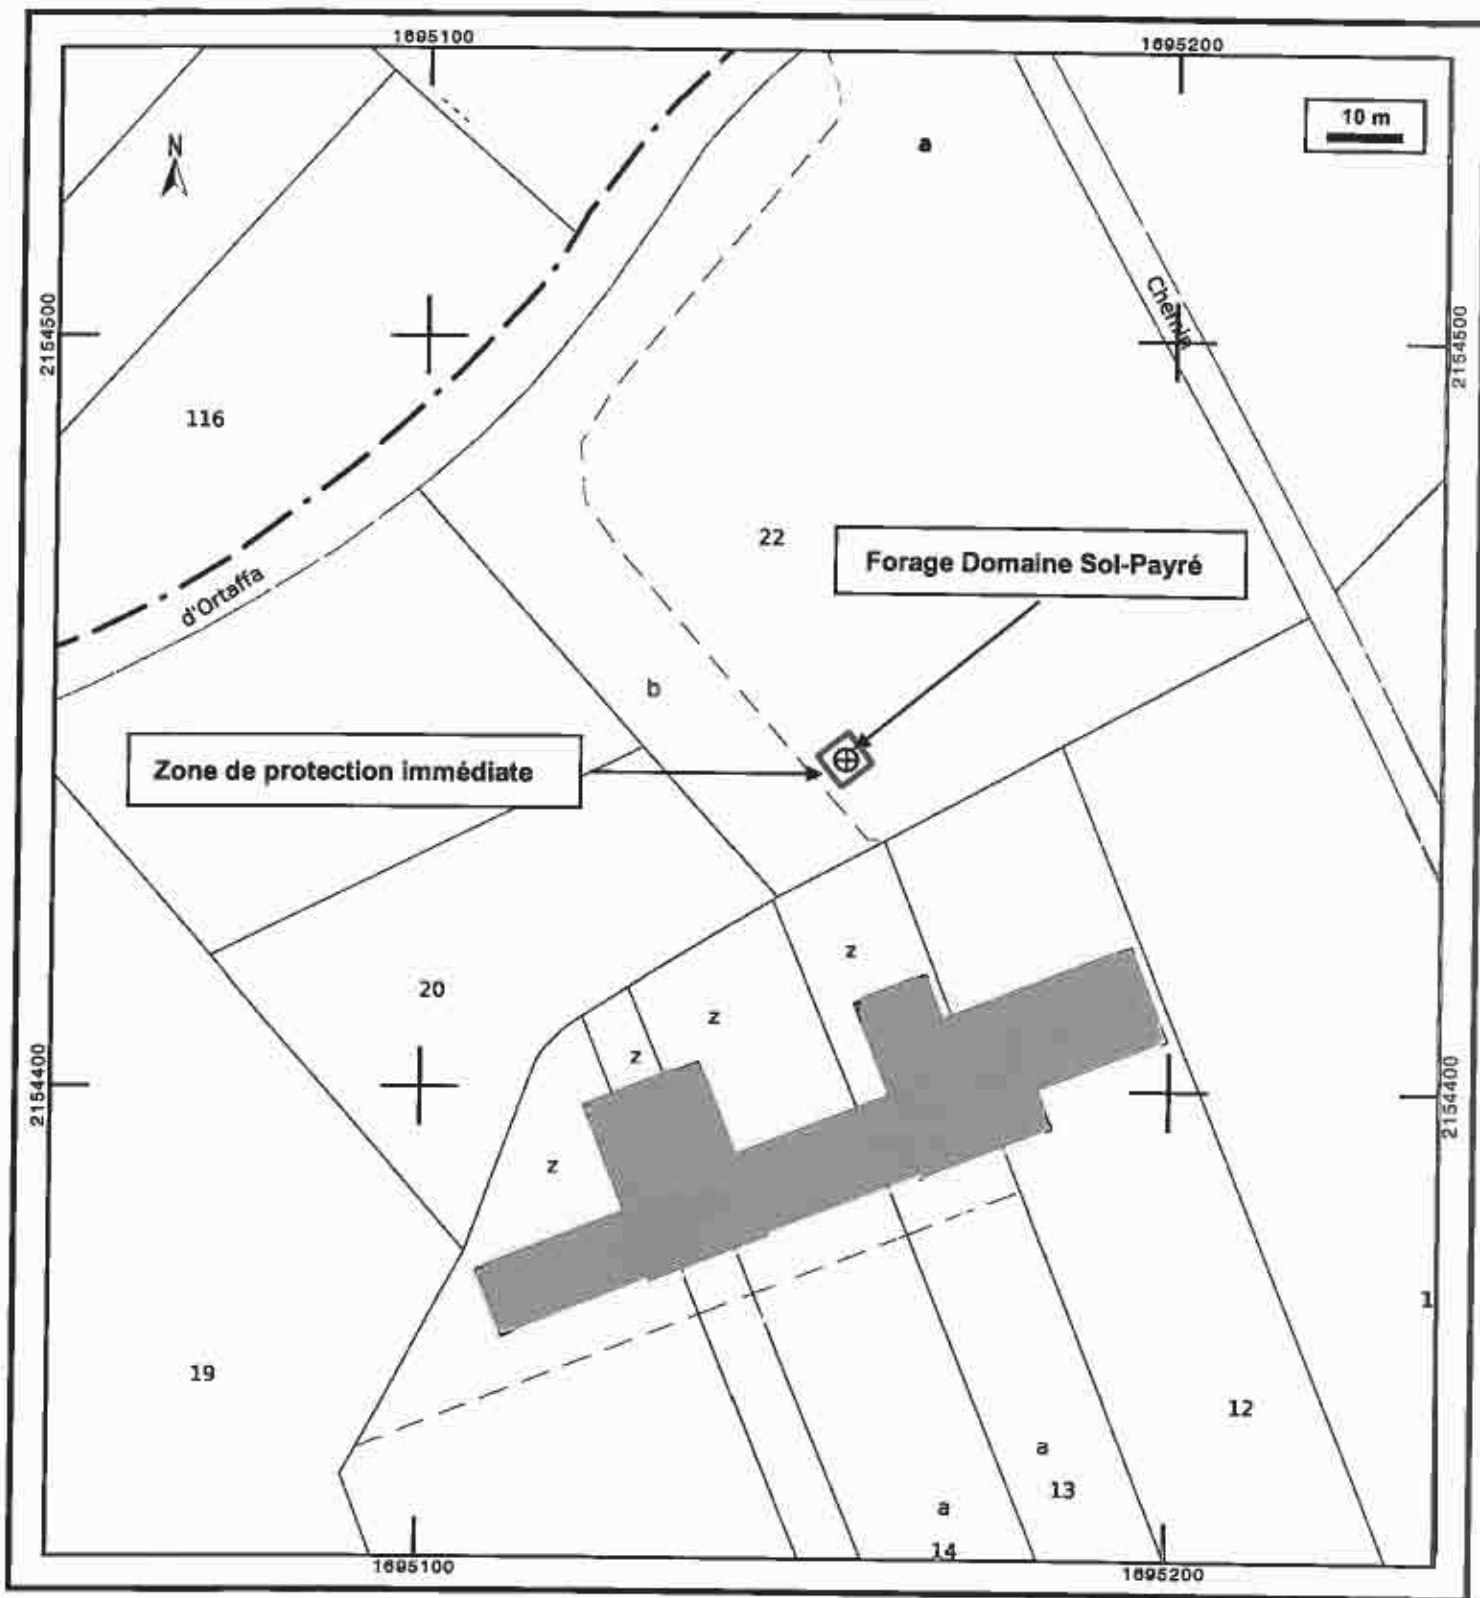 1695100
1695200
10 m
N
a
Chemin
2154500
2154500
116
22
Forage Domaine Sol-Payré
d'Ortaffa
b
Zone de protection immédiate
z
20
z
z
2154400
2154400
z
1
19
12
a
13
a
14
1695100
1695200